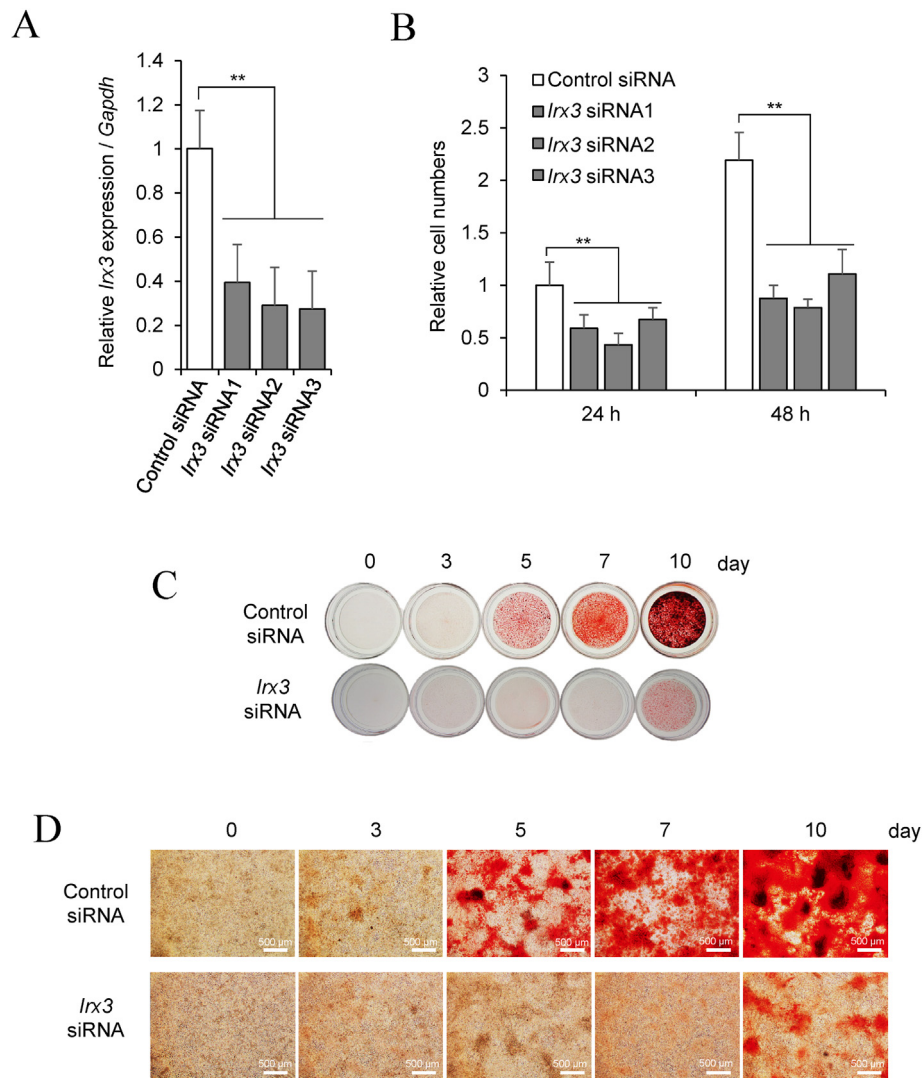 A
Relative Irx3 expression / Gapdh
1.4
1.2
1
0.8
0.6
0.4
0.2
0
**
Control siRNA
Irx3 siRNA1
Irx3 siRNA2
Irx3 siRNA3
B
Relative cell numbers
3
2.5
2
1.5
1
0.5
0
Control siRNA
Irx3 siRNA1
Irx3 siRNA2
Irx3 siRNA3
**
**
24 h
48 h
C
0 3 5 7 10 day
Control
siRNA
Irx3
siRNA
D
0 3 5 7 10 day
Control
siRNA
500 µm 500 µm 500 µm 500 µm 500 µm
Irx3
siRNA
500 µm 500 µm 500 µm 500 µm 500 µm